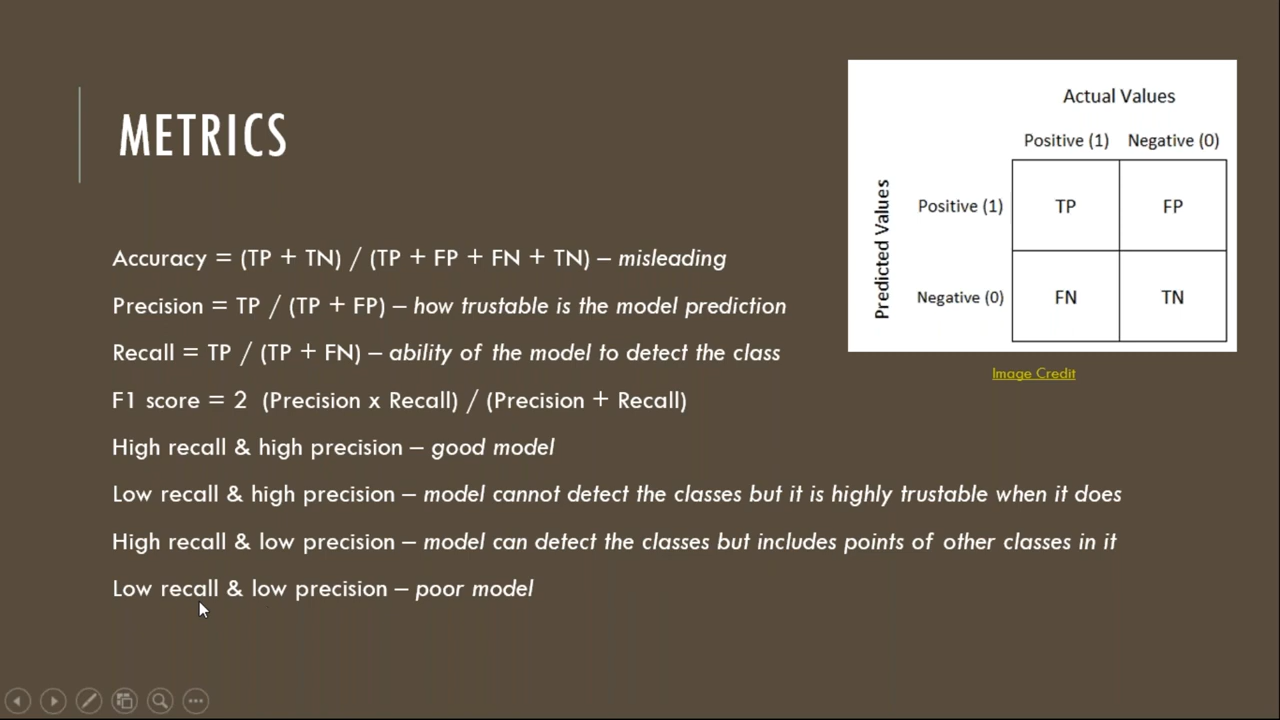 METRICS
Accuracy = (TP + TN) / (TP + FP + FN + TN) – misleading
Precision = TP / (TP + FP) – how trustable is the model prediction
Recall = TP / (TP + FN) – ability of the model to detect the class
F1 score = 2  (Precision x Recall) / (Precision + Recall)
High recall & high precision – good model
Low recall & high precision – model cannot detect the classes but it is highly trustable when it does
High recall & low precision – model can detect the classes but includes points of other classes in it
Low recall & low precision – poor model
Actual Values
Positive (1) Negative (0)
Predicted Values
Positive (1) TP FP
Negative (0) FN TN
Image Credit